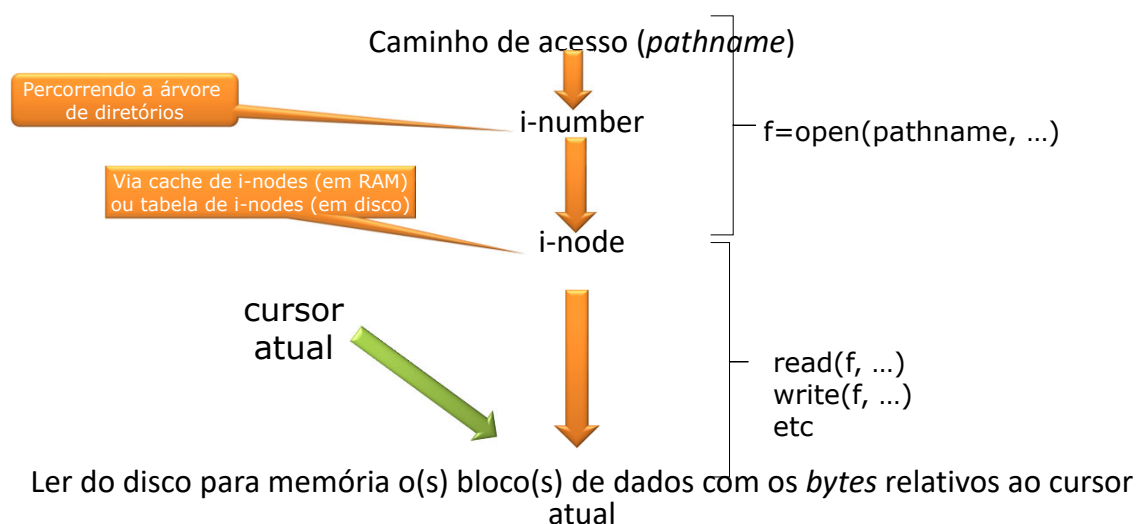 Caminho de acesso (pathname)
Percorrendo a árvore
de diretórios
i-number
f=open(pathname, …)
Via cache de i-nodes (em RAM)
ou tabela de i-nodes (em disco)
i-node
cursor
atual
read(f, …)
write(f, …)
etc
Ler do disco para memória o(s) bloco(s) de dados com os bytes relativos ao cursor
atual